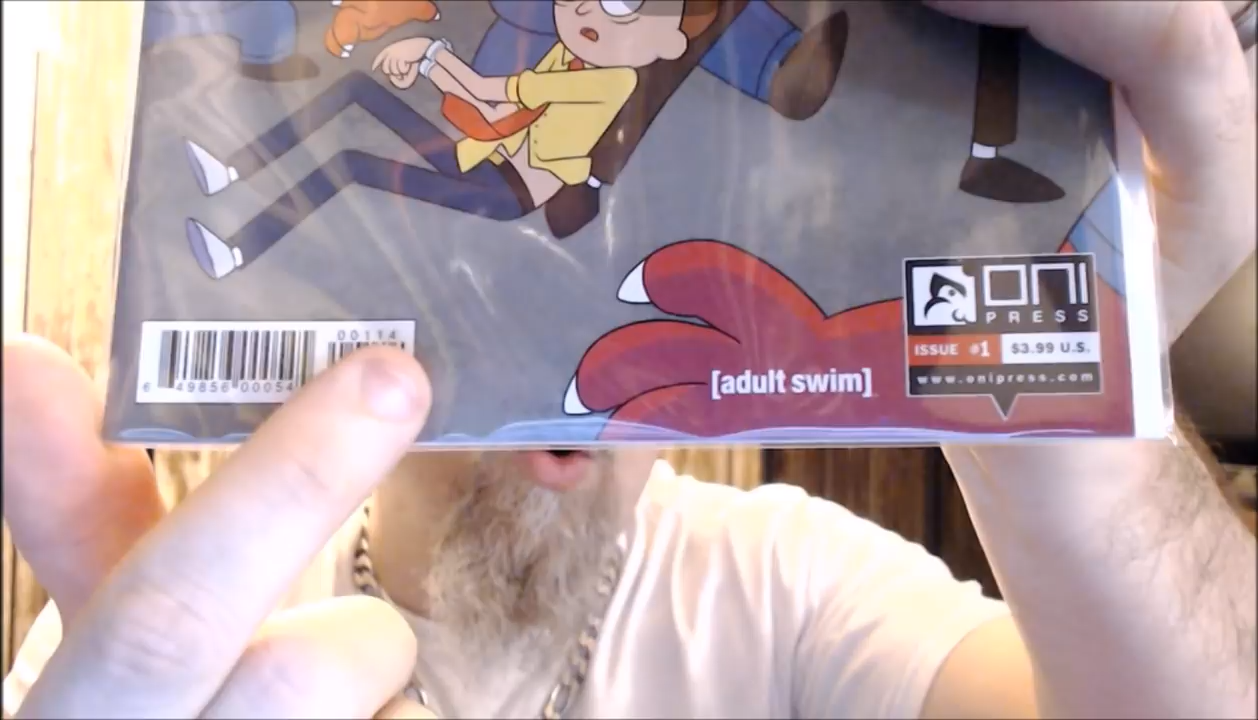 00114
6 49856 00054
[adult swim]
ONI
PRESS
ISSUE #1 $3.99 U.S.
www.onipress.com